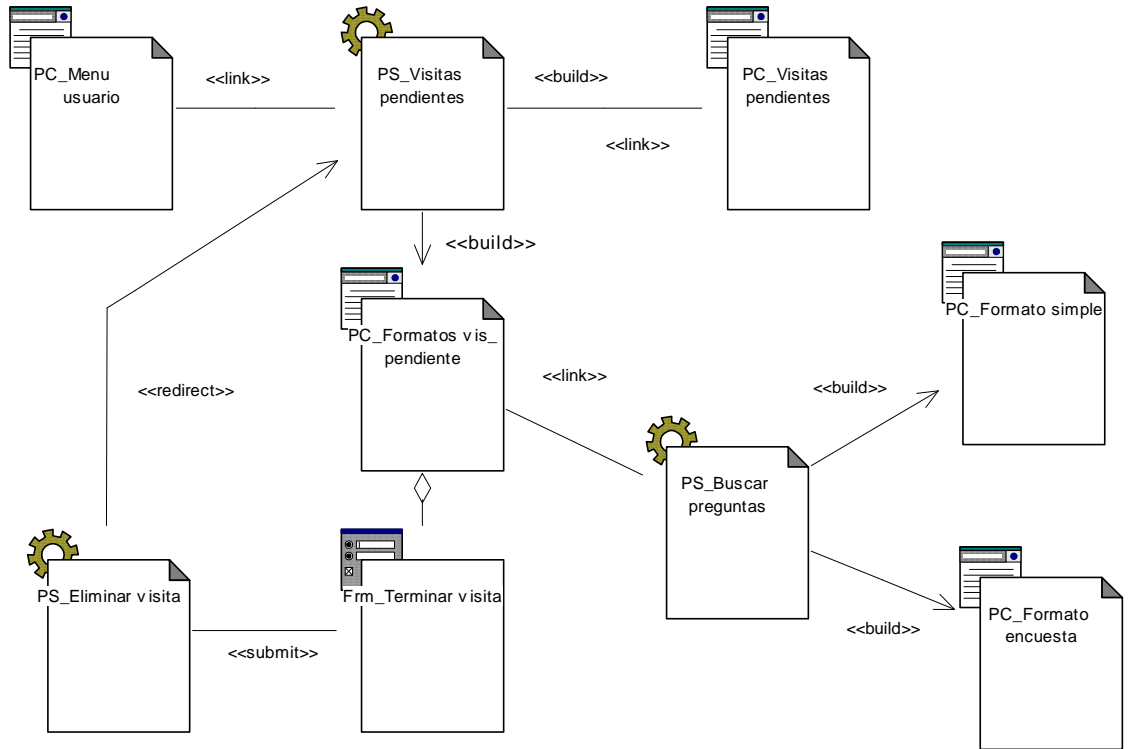 PC_Menu
usuario
<<link>>
PS_Visitas
pendientes
<<build>>
<<link>>
PC_Visitas
pendientes
<<build>>
PC_Formatos vis_
pendiente
<<redirect>>
<<link>>
PC_Formato simple
<<build>>
PS_Buscar
preguntas
PS_Eliminar visita
<<submit>>
Frm_Terminar visita
<<build>>
PC_Formato
encuesta